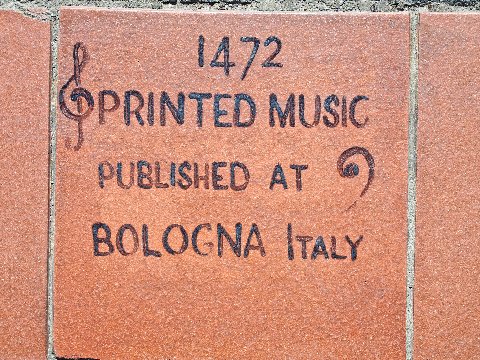 1472
PRINTED MUSIC
PUBLISHED AT
BOLOGNA ITALY